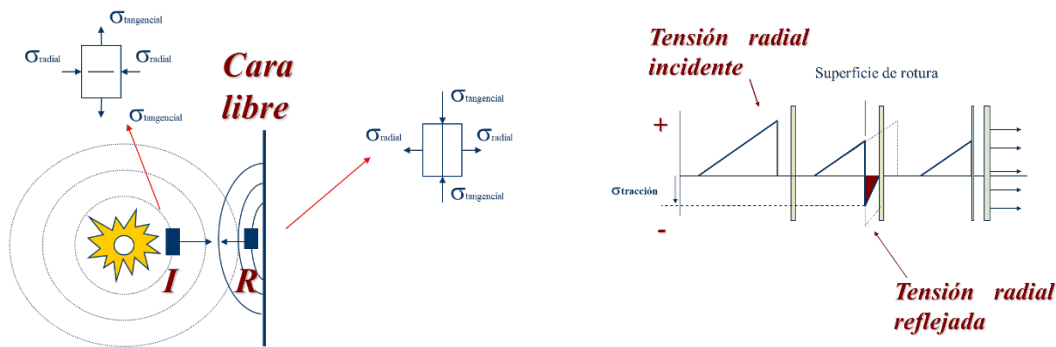 σtangencial
σradial
σradial
σtangencial
Cara
libre
σtangencial
σradial
σradial
σtangencial
I
R
Tensión radial
incidente
Superficie de rotura
+
σtracción
-
Tensión radial
reflejada